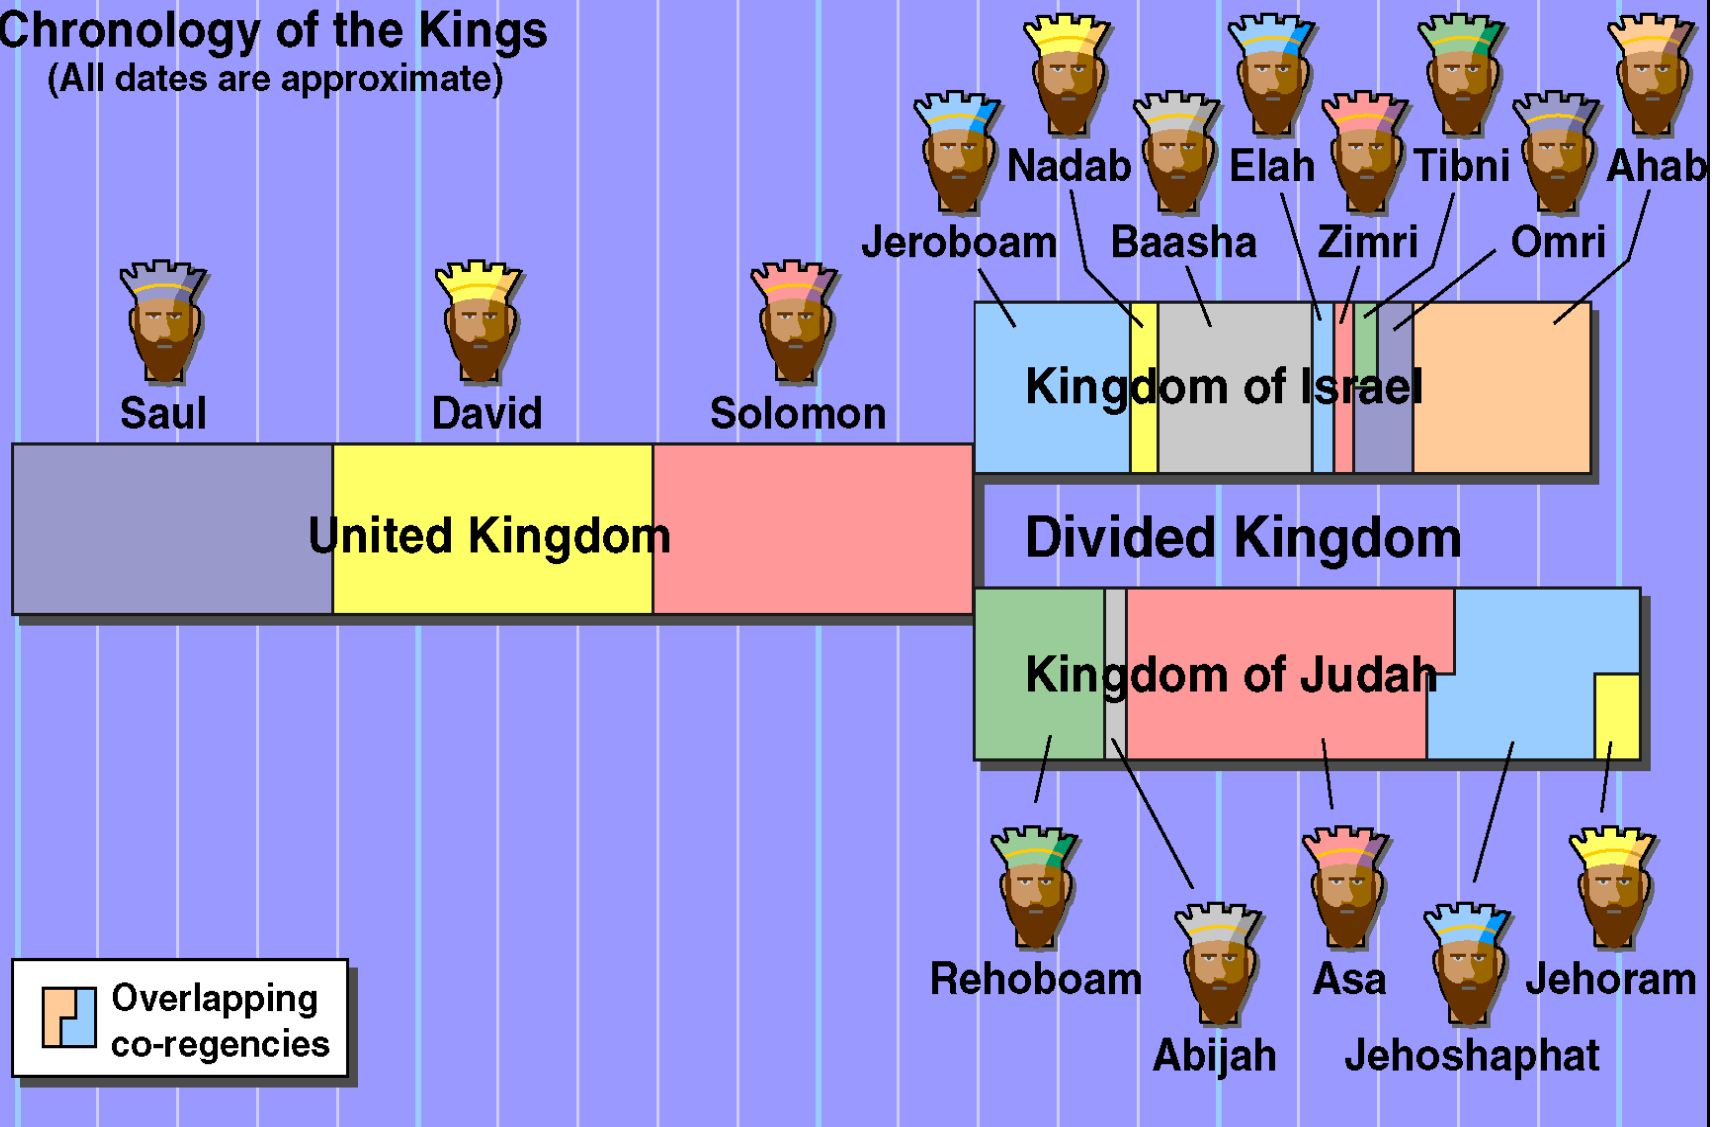 Chronology of the Kings
(All dates are approximate)
Nadab
Elah
Tibni
Ahab
Jeroboam
Baasha
Zimri
Omri
Saul
David
Solomon
Kingdom of Israel
United Kingdom
Divided Kingdom
Kingdom of Judah
Rehoboam
Asa
Jehoram
Abijah
Jehoshaphat
Overlapping
co-regencies